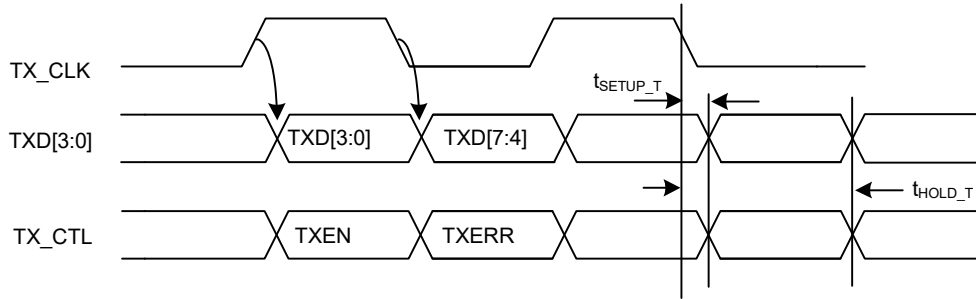 TX_CLK
t_SETUP_T
TXD[3:0] TXD[3:0] TXD[7:4]
t_HOLD_T
TX_CTL TXEN TXERR